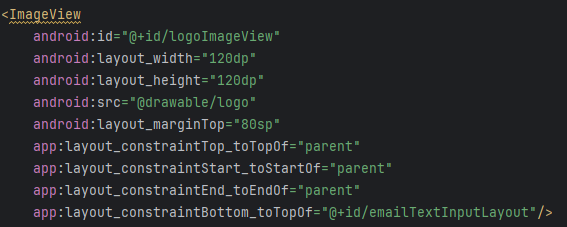 <ImageView
android:id="@+id/logoImageView"
android:layout_width="120dp"
android:layout_height="120dp"
android:src="@drawable/logo"
android:layout_marginTop="80sp"
app:layout_constraintTop_toTopOf="parent"
app:layout_constraintStart_toStartOf="parent"
app:layout_constraintEnd_toEndOf="parent"
app:layout_constraintBottom_toTopOf="@+id/emailTextInputLayout"/>